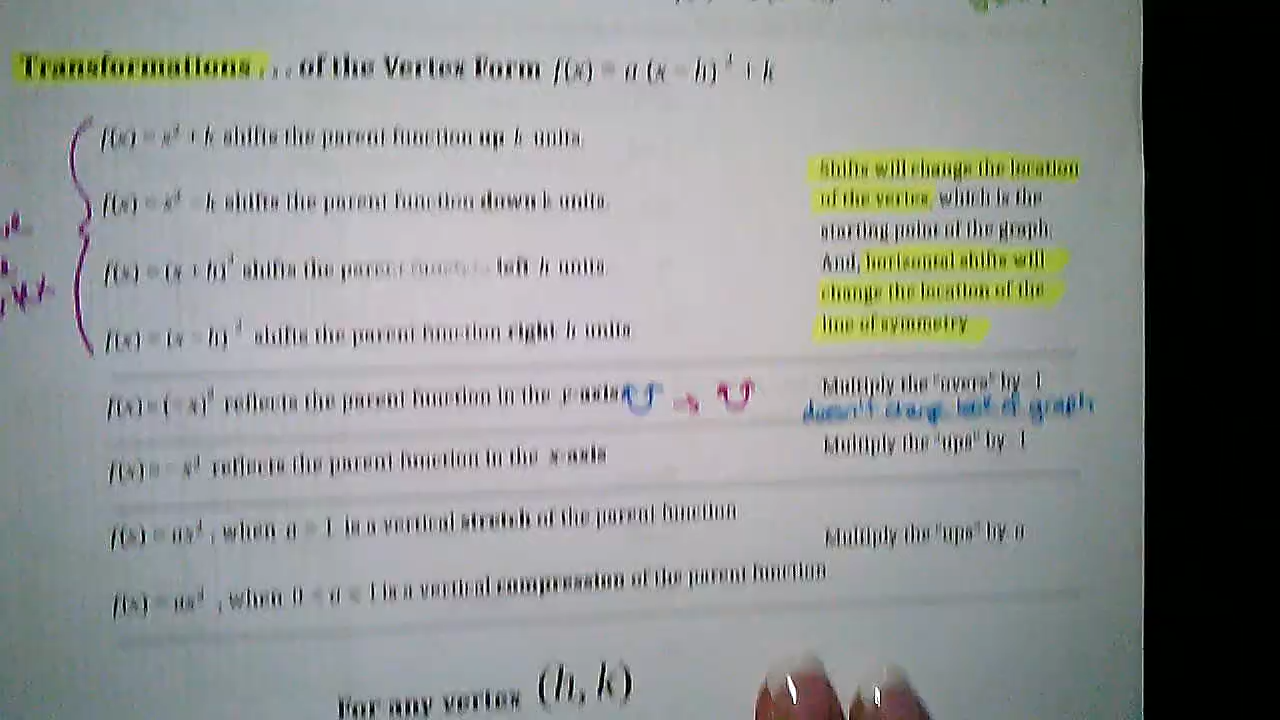 Transformations . . . of the Vertex Form f(x) = a (x - h)² + k
f(x) = x² + k shifts the parent function up k units.
f(x) = x² - k shifts the parent function down k units.
f(x) = (x + h)² shifts the parent function left h units.
f(x) = (x - h)² shifts the parent function right h units.
Shifts will change the location
of the vertex, which is the
starting point of the graph.
And, horizontal shifts will
change the location of the
line of symmetry
f(x) = (-x)² reflects the parent function in the y-axis
Multiply the "overs" by -1
doesn't change look of graph
f(x) = -x² reflects the parent function in the x-axis
Multiply the "ups" by -1
f(x) = ax² , when a > 1 is a vertical stretch of the parent function
Multiply the "ups" by a
f(x) = ax² , when 0 < a < 1 is a vertical compression of the parent function
For any vertex (h, k)